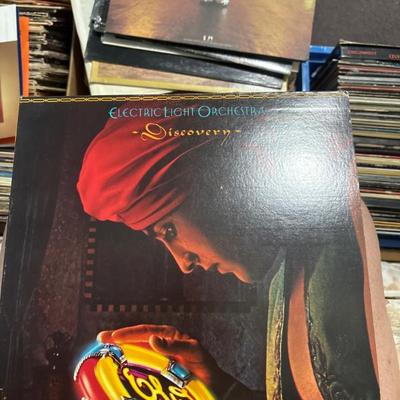 Electric Light Orchestra
-Discovery-